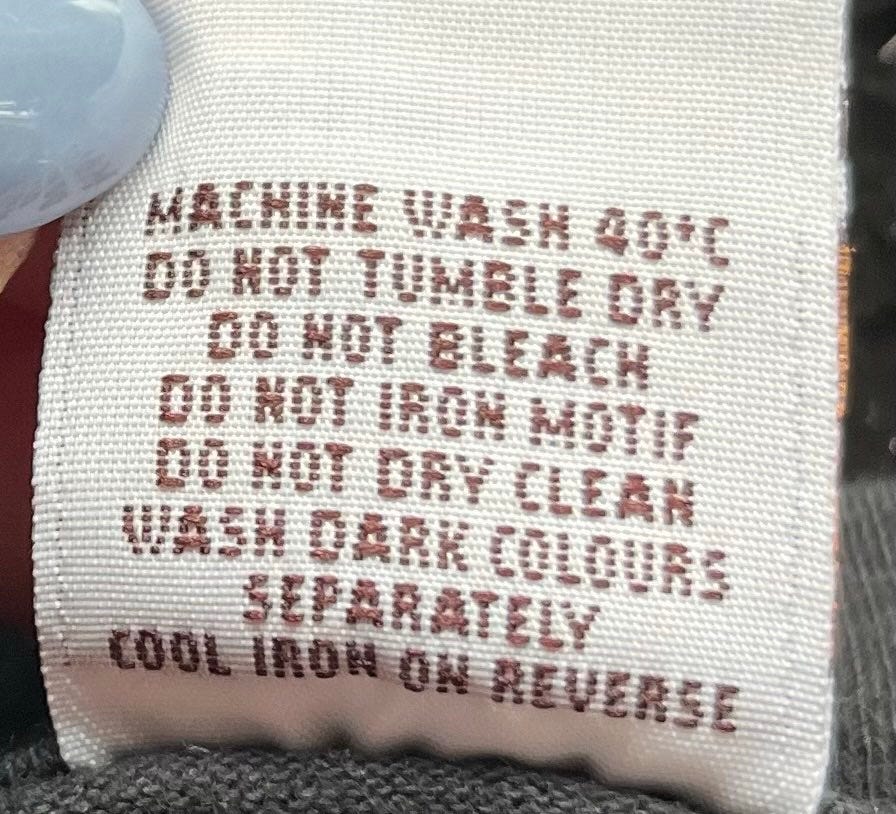 MACHINE WASH 40°C
DO NOT TUMBLE DRY
DO NOT BLEACH
DO NOT IRON MOTIF
DO NOT DRY CLEAN
WASH DARK COLOURS
SEPARATELY
COOL IRON ON REVERSE